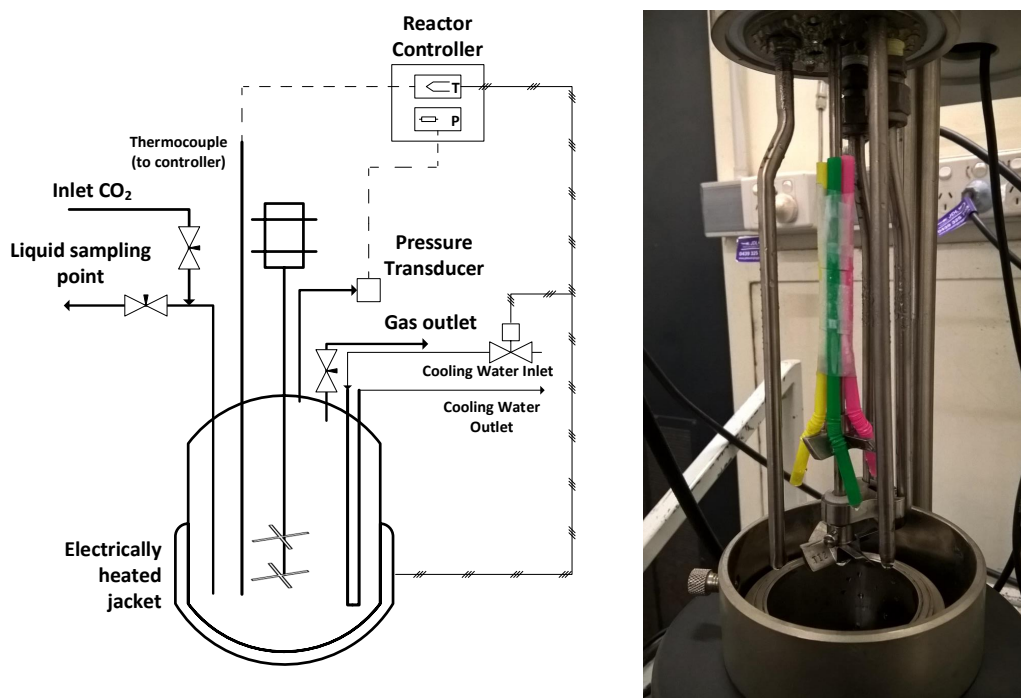 Reactor
Controller
T
P
Thermocouple
(to controller)
Inlet CO₂
Liquid sampling
point
Pressure
Transducer
Gas outlet
Cooling Water Inlet
Cooling Water
Outlet
Electrically
heated
jacket